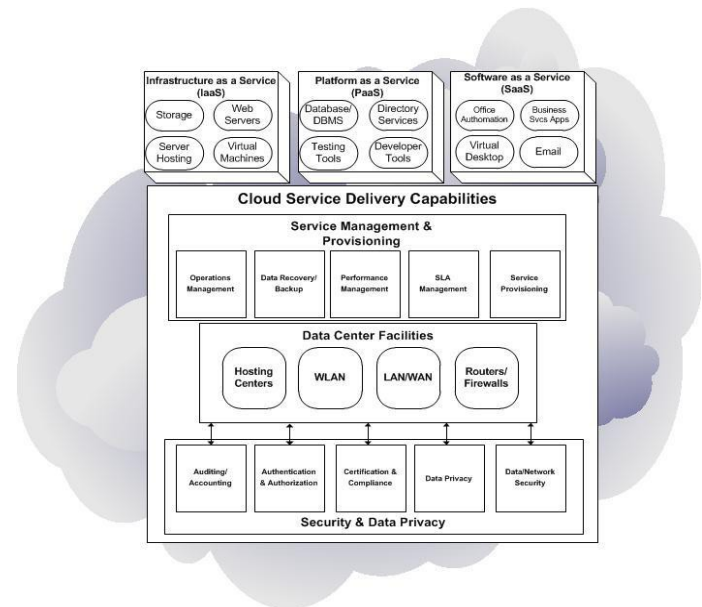 Infrastructure as a Service
(IaaS)
Storage
Web
Servers
Server
Hosting
Virtual
Machines
Platform as a Service
(PaaS)
Database/
DBMS
Directory
Services
Testing
Tools
Developer
Tools
Software as a Service
(SaaS)
Office
Authomation
Business
Svcs Apps
Virtual
Desktop
Email
Cloud Service Delivery Capabilities
Service Management &
Provisioning
Operations
Management
Data Recovery/
Backup
Performance
Management
SLA
Management
Service
Provisioning
Data Center Facilities
Hosting
Centers
WLAN
LAN/WAN
Routers/
Firewalls
Auditing/
Accounting
Authentication
& Authorization
Certification &
Compliance
Data Privacy
Data/Network
Security
Security & Data Privacy